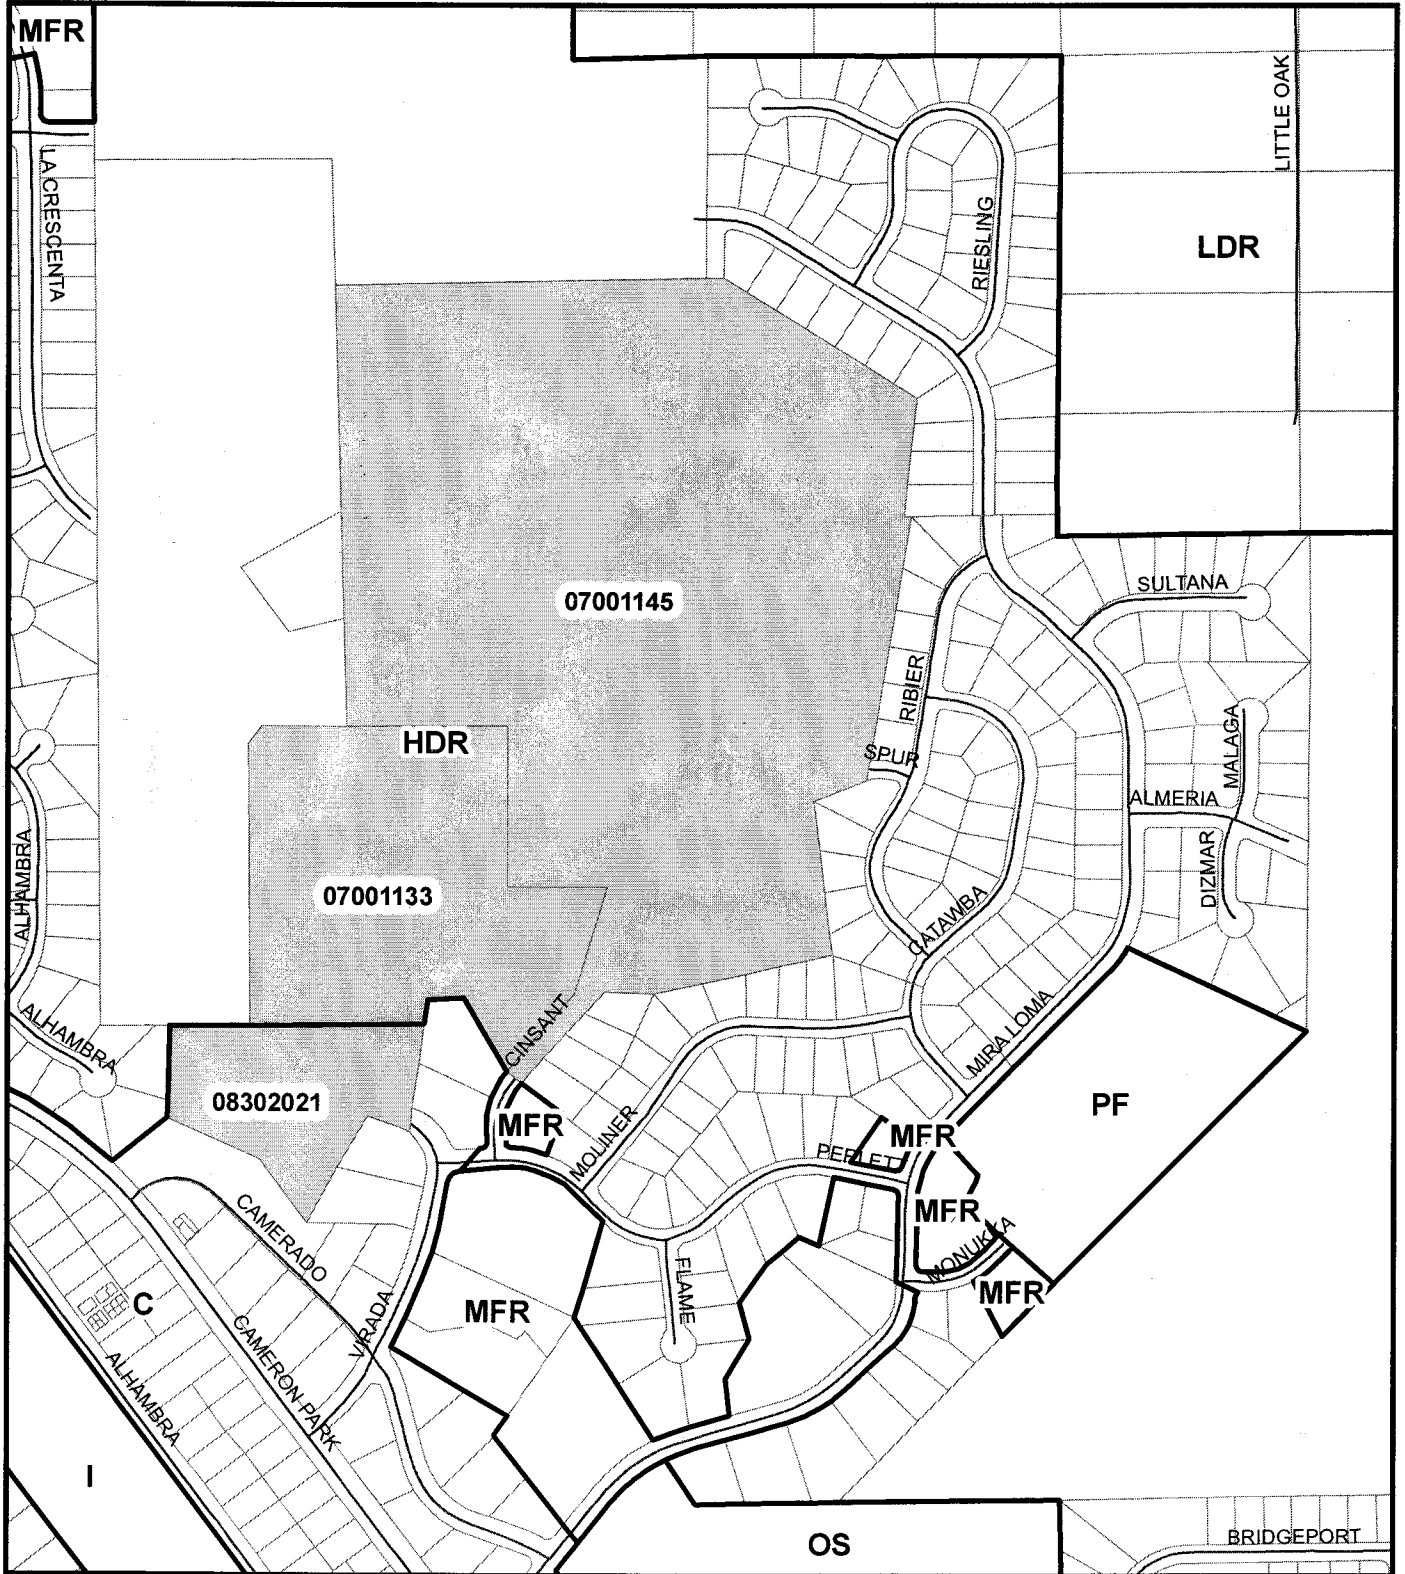 MFR
LITTLE OAK
LA CRESCENTA
RIESLING
LDR
SULTANA
07001145
RIBIER
MALAGA
HDR
SPUR
ALMERIA
ALHAMBRA
DIZMAR
07001133
CATAWBA
CINSANT
MIRA LOMA
ALHAMBRA
08302021
PF
MFR
MOLINER
MFR
PERLETT
CAMERADO
MFR
MONUKKA
FLAME
MFR
C
MFR
VIRADA
CAMERON PARK
ALHAMBRA
I
OS
BRIDGEPORT